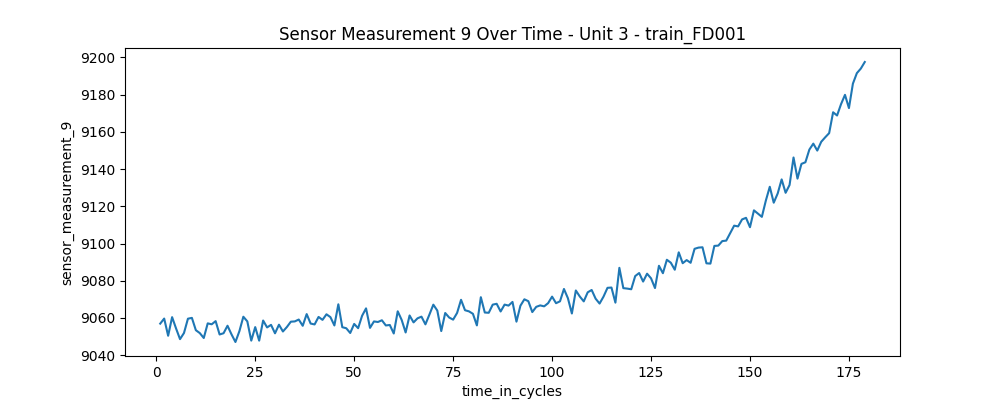 Sensor Measurement 9 Over Time - Unit 3 - train_FD001
9200
9180
9160
9140
9120
9100
9080
9060
9040
sensor_measurement_9
0 25 50 75 100 125 150 175
time_in_cycles